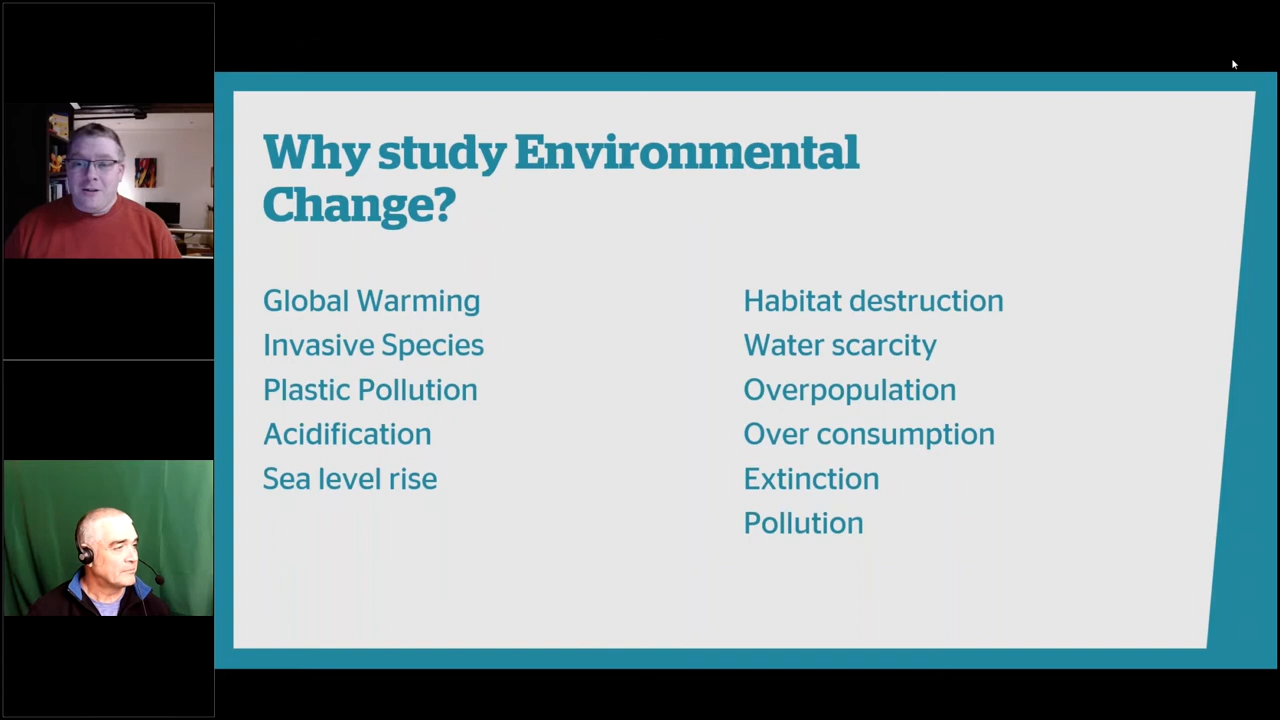 Why study Environmental
Change?
Global Warming
Invasive Species
Plastic Pollution
Acidification
Sea level rise
Habitat destruction
Water scarcity
Overpopulation
Over consumption
Extinction
Pollution